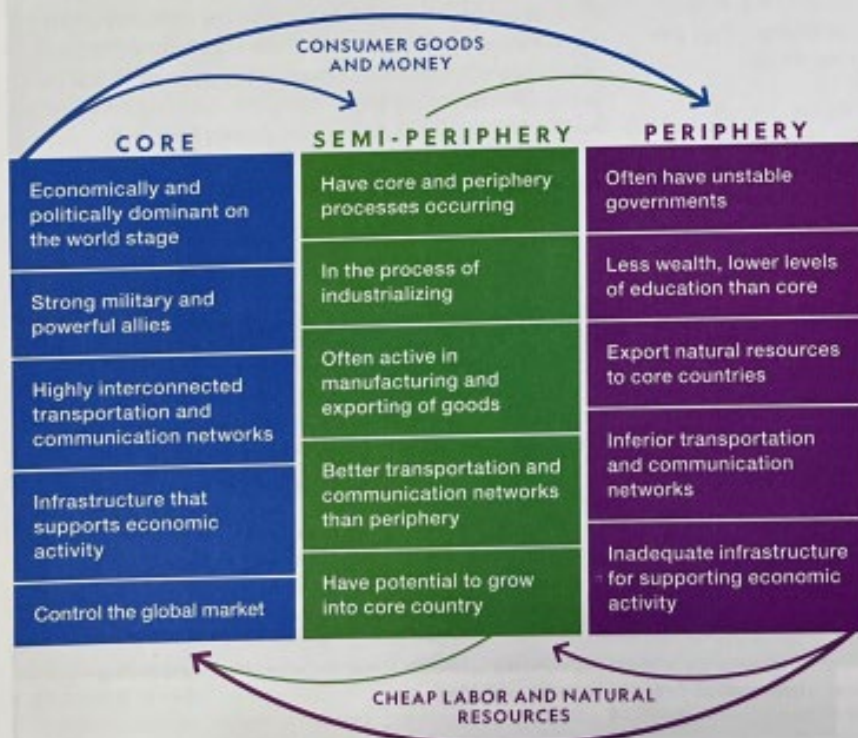 CONSUMER GOODS
AND MONEY
CORE
SEMI-PERIPHERY
PERIPHERY
Economically and
politically dominant on
the world stage
Strong military and
powerful allies
Highly interconnected
transportation and
communication networks
Infrastructure that
supports economic
activity
Control the global market
Have core and periphery
processes occurring
In the process of
industrializing
Often active in
manufacturing and
exporting of goods
Better transportation and
communication networks
than periphery
Have potential to grow
into core country
Often have unstable
governments
Less wealth, lower levels
of education than core
Export natural resources
to core countries
Inferior transportation
and communication
networks
Inadequate infrastructure
for supporting economic
activity
CHEAP LABOR AND NATURAL
RESOURCES